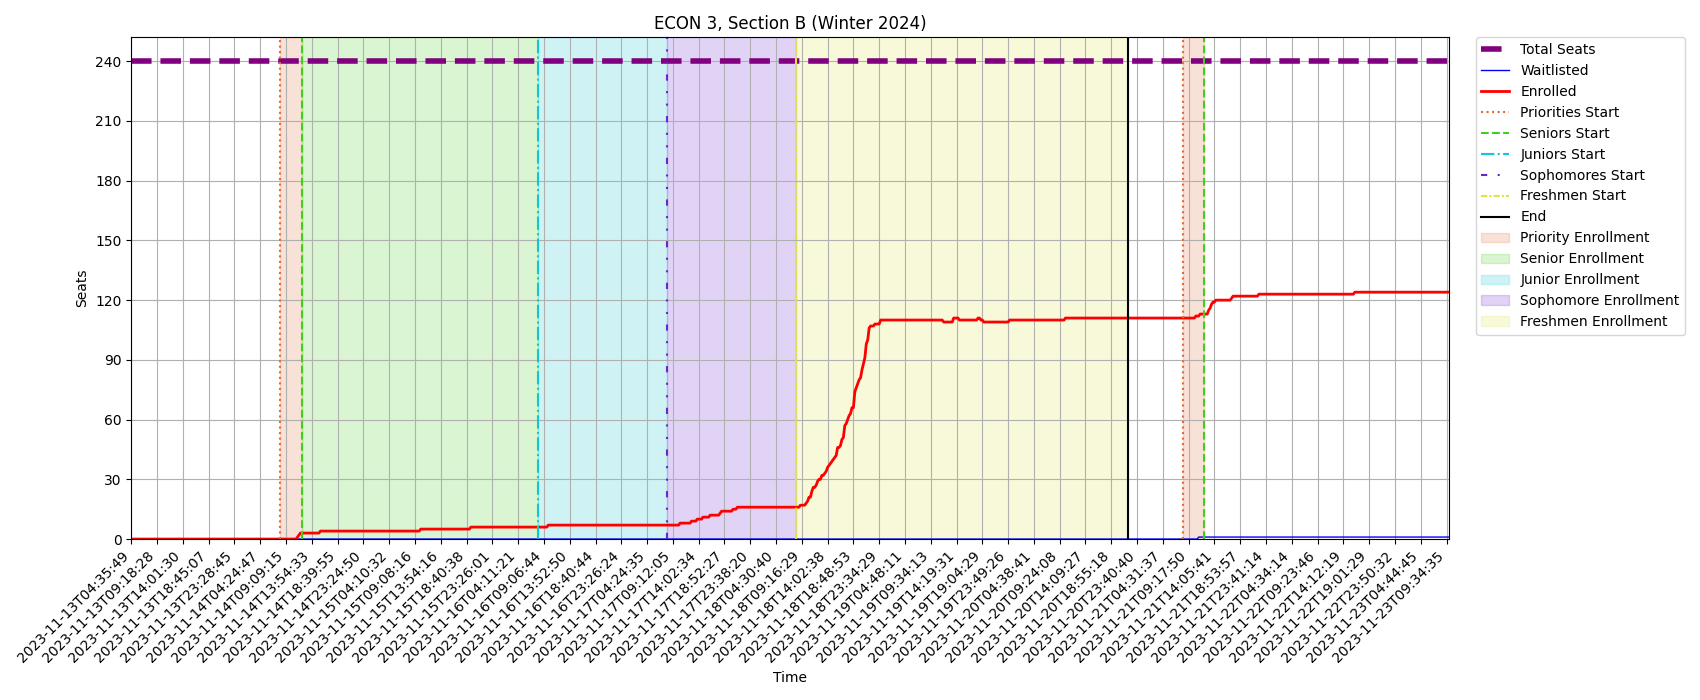 ECON 3, Section B (Winter 2024)
Seats
240
210
180
150
120
90
60
30
0
2023-11-13T04:35:49
2023-11-13T09:18:28
2023-11-13T14:01:30
2023-11-13T18:45:07
2023-11-13T23:28:45
2023-11-14T04:24:47
2023-11-14T09:09:15
2023-11-14T13:54:33
2023-11-14T18:39:55
2023-11-14T23:24:50
2023-11-15T04:10:32
2023-11-15T09:08:16
2023-11-15T13:54:16
2023-11-15T18:40:38
2023-11-15T23:26:01
2023-11-16T04:11:21
2023-11-16T09:06:44
2023-11-16T13:52:50
2023-11-16T18:40:44
2023-11-16T23:26:24
2023-11-17T04:24:35
2023-11-17T09:12:05
2023-11-17T14:02:34
2023-11-17T18:52:27
2023-11-17T23:38:20
2023-11-18T04:30:40
2023-11-18T09:16:29
2023-11-18T14:02:38
2023-11-18T18:48:53
2023-11-18T23:34:29
2023-11-19T04:48:11
2023-11-19T09:34:13
2023-11-19T14:19:31
2023-11-19T19:04:29
2023-11-19T23:49:26
2023-11-20T04:38:41
2023-11-20T09:24:08
2023-11-20T14:09:27
2023-11-20T18:55:18
2023-11-20T23:40:40
2023-11-21T04:31:37
2023-11-21T09:17:50
2023-11-21T14:05:41
2023-11-21T18:53:57
2023-11-21T23:41:14
2023-11-22T04:34:14
2023-11-22T09:23:46
2023-11-22T14:12:19
2023-11-22T19:01:29
2023-11-22T23:50:32
2023-11-23T04:44:45
2023-11-23T09:34:35
Time
Total Seats
Waitlisted
Enrolled
Priorities Start
Seniors Start
Juniors Start
Sophomores Start
Freshmen Start
End
Priority Enrollment
Senior Enrollment
Junior Enrollment
Sophomore Enrollment
Freshmen Enrollment